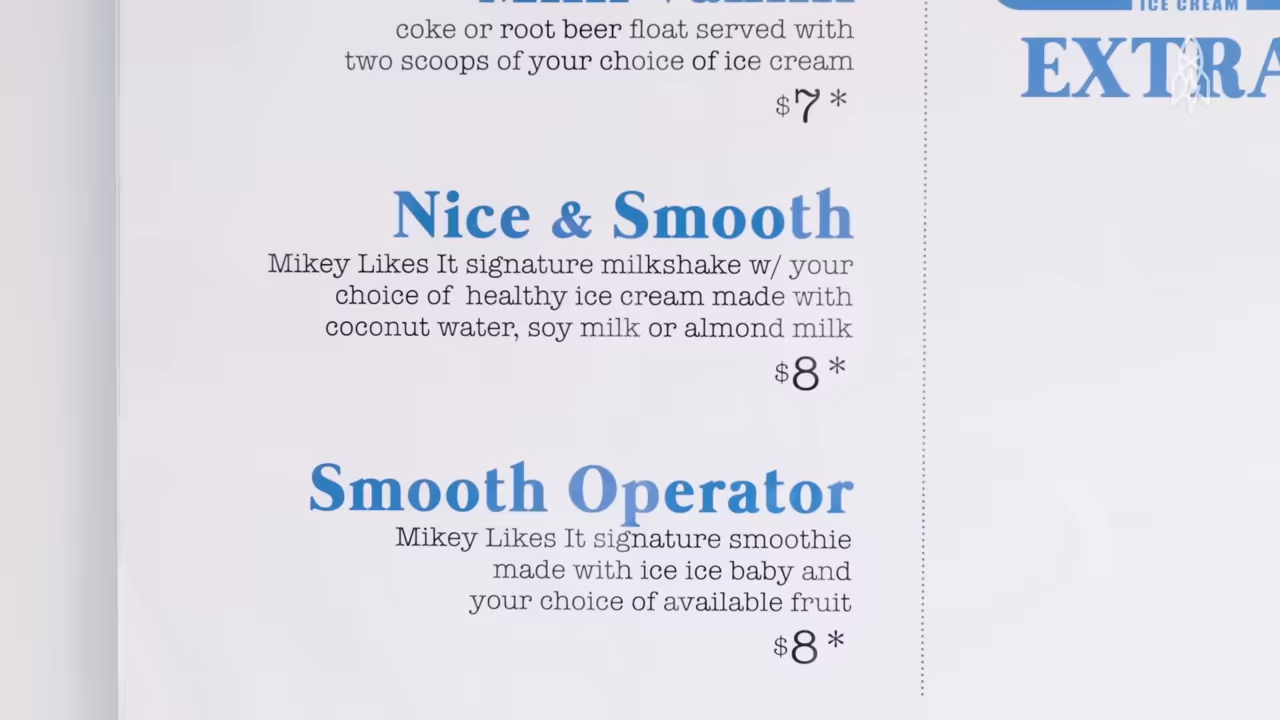 coke or root beer float served with
two scoops of your choice of ice cream
$7*
Nice & Smooth
Mikey Likes It signature milkshake w/ your
choice of healthy ice cream made with
coconut water, soy milk or almond milk
$8*
Smooth Operator
Mikey Likes It signature smoothie
made with ice ice baby and
your choice of available fruit
$8*
ICE CREAM
EXTRA